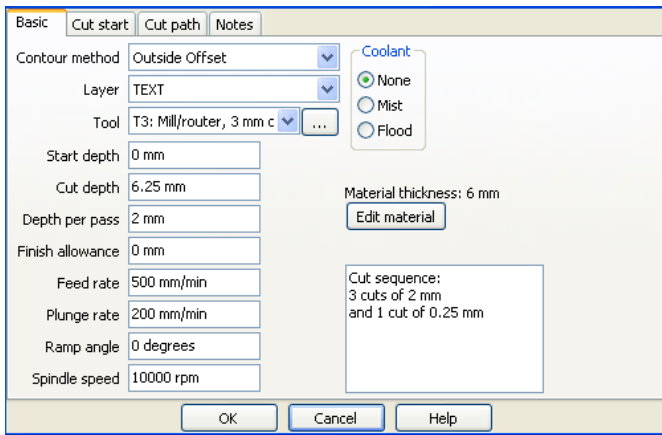 Basic Cut start Cut path Notes
Contour method Outside Offset
Layer TEXT
Tool T3: Mill/router, 3 mm c ...
Start depth 0 mm
Cut depth 6.25 mm
Depth per pass 2 mm
Finish allowance 0 mm
Feed rate 500 mm/min
Plunge rate 200 mm/min
Ramp angle 0 degrees
Spindle speed 10000 rpm
Coolant
None
Mist
Flood
Material thickness: 6 mm
Edit material
Cut sequence:
3 cuts of 2 mm
and 1 cut of 0.25 mm
OK Cancel Help